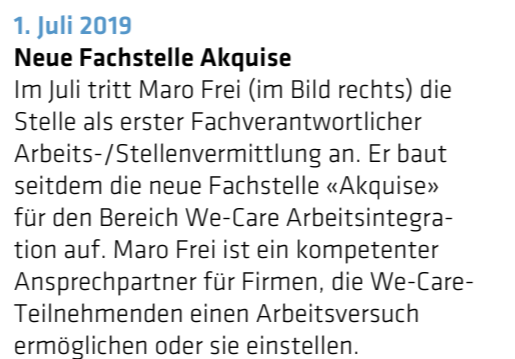 1. Juli 2019
Neue Fachstelle Akquise
Im Juli tritt Maro Frei (im Bild rechts) die
Stelle als erster Fachverantwortlicher
Arbeits-/Stellenvermittlung an. Er baut
seitdem die neue Fachstelle «Akquise»
für den Bereich We-Care Arbeitsintegra-
tion auf. Maro Frei ist ein kompetenter
Ansprechpartner für Firmen, die We-Care-
Teilnehmenden einen Arbeitsversuch
ermöglichen oder sie einstellen.